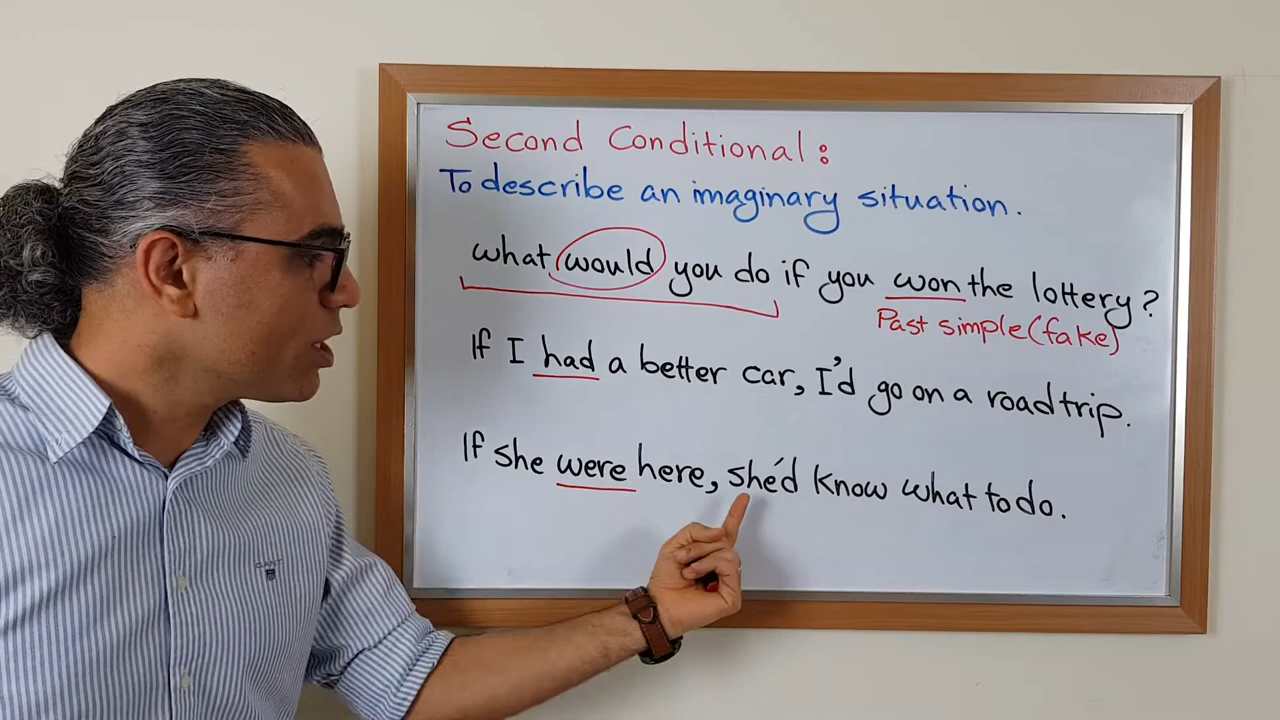 Second Conditional:
To describe an imaginary situation.
what would you do if you won the lottery?
Past simple (fake)
If I had a better car, I'd go on a road trip.
If she were here, she'd know what to do.
GANT